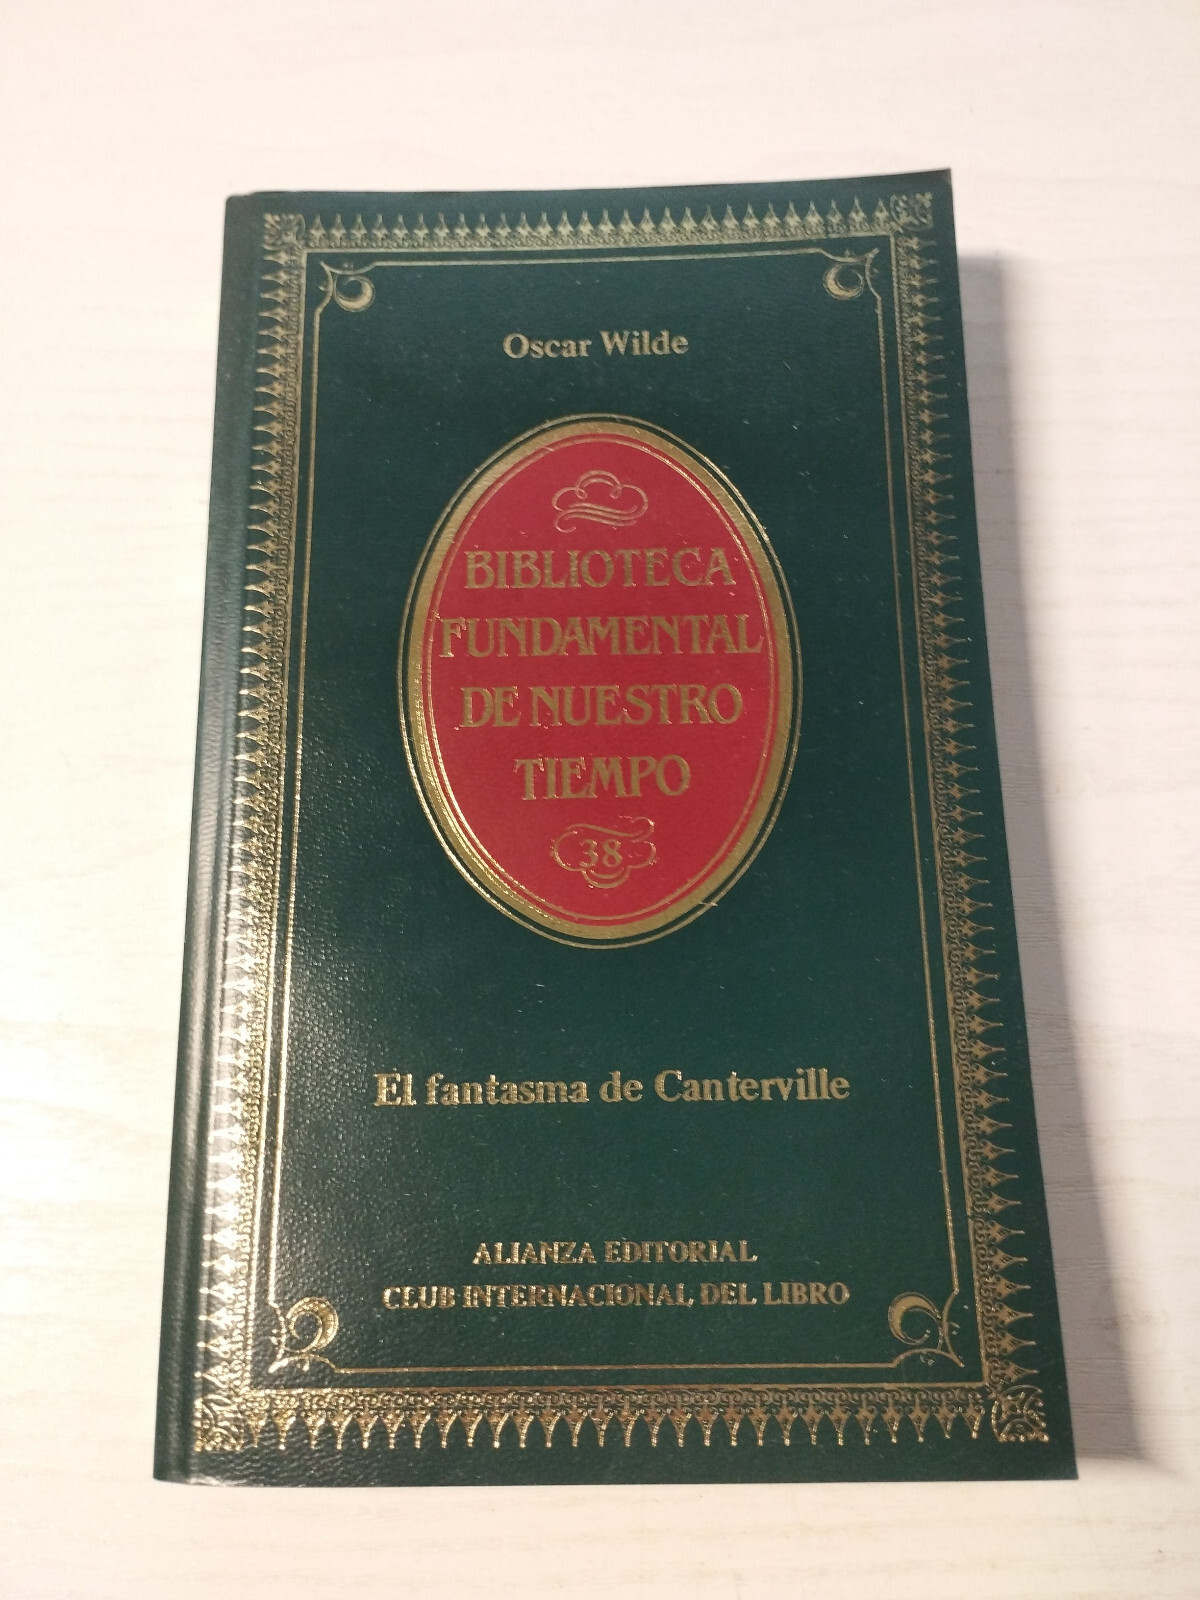 Oscar Wilde
BIBLIOTECA
FUNDAMENTAL
DE NUESTRO
TIEMPO
38
El fantasma de Canterville
ALIANZA EDITORIAL
CLUB INTERNACIONAL DEL LIBRO